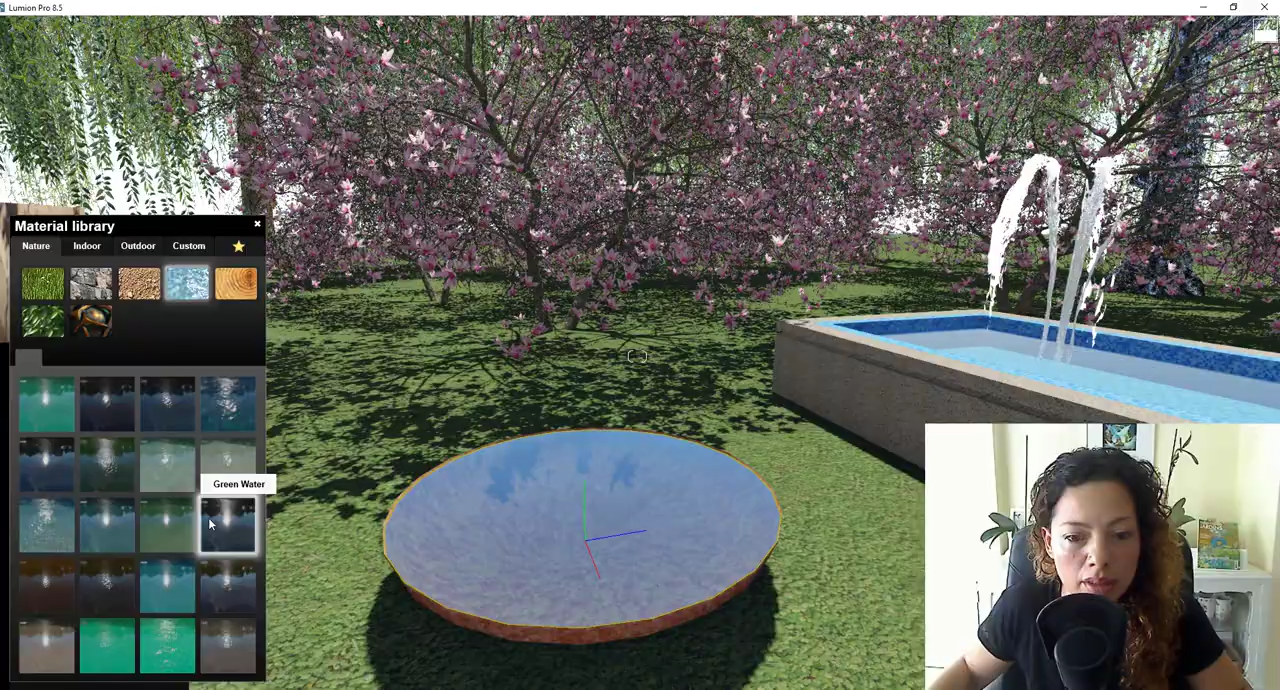 Lumion Pro 8.5
Material library
Nature Indoor Outdoor Custom
Green Water